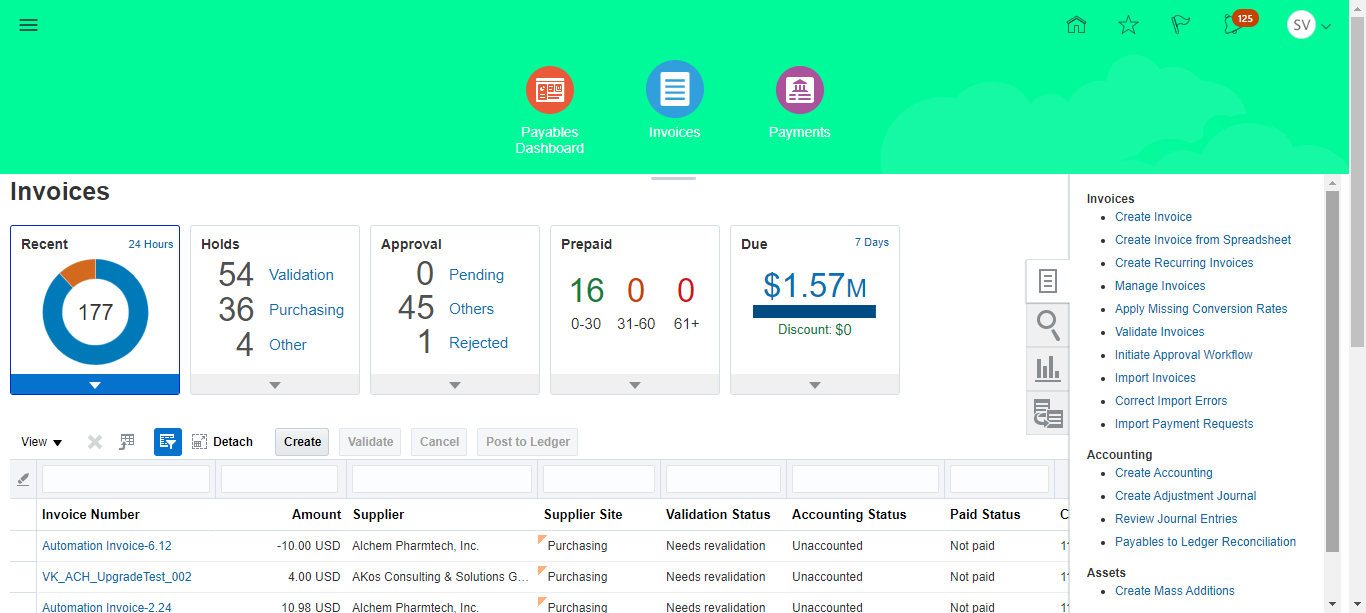 125
SV
Payables
Dashboard
Invoices
Payments
Invoices
Recent
24 Hours
177
Holds
54 Validation
36 Purchasing
4 Other
Approval
0 Pending
45 Others
1 Rejected
Prepaid
16 0 0
0-30 31-60 61+
Due
7 Days
$1.57M
Discount: $0
View
Detach
Create
Validate
Cancel
Post to Ledger
Invoice Number Amount Supplier Supplier Site Validation Status Accounting Status Paid Status C
Automation Invoice-6.12 -10.00 USD Alchem Pharmtech, Inc. Purchasing Needs revalidation Unaccounted Not paid
VK_ACH_UpgradeTest_002 4.00 USD AKos Consulting & Solutions G... Purchasing Needs revalidation Unaccounted Not paid
Automation Invoice-2.24 10.98 USD Alchem Pharmtech, Inc. Purchasing Needs revalidation Unaccounted Not paid
Invoices
Create Invoice
Create Invoice from Spreadsheet
Create Recurring Invoices
Manage Invoices
Apply Missing Conversion Rates
Validate Invoices
Initiate Approval Workflow
Import Invoices
Correct Import Errors
Import Payment Requests
Accounting
Create Accounting
Create Adjustment Journal
Review Journal Entries
Payables to Ledger Reconciliation
Assets
Create Mass Additions